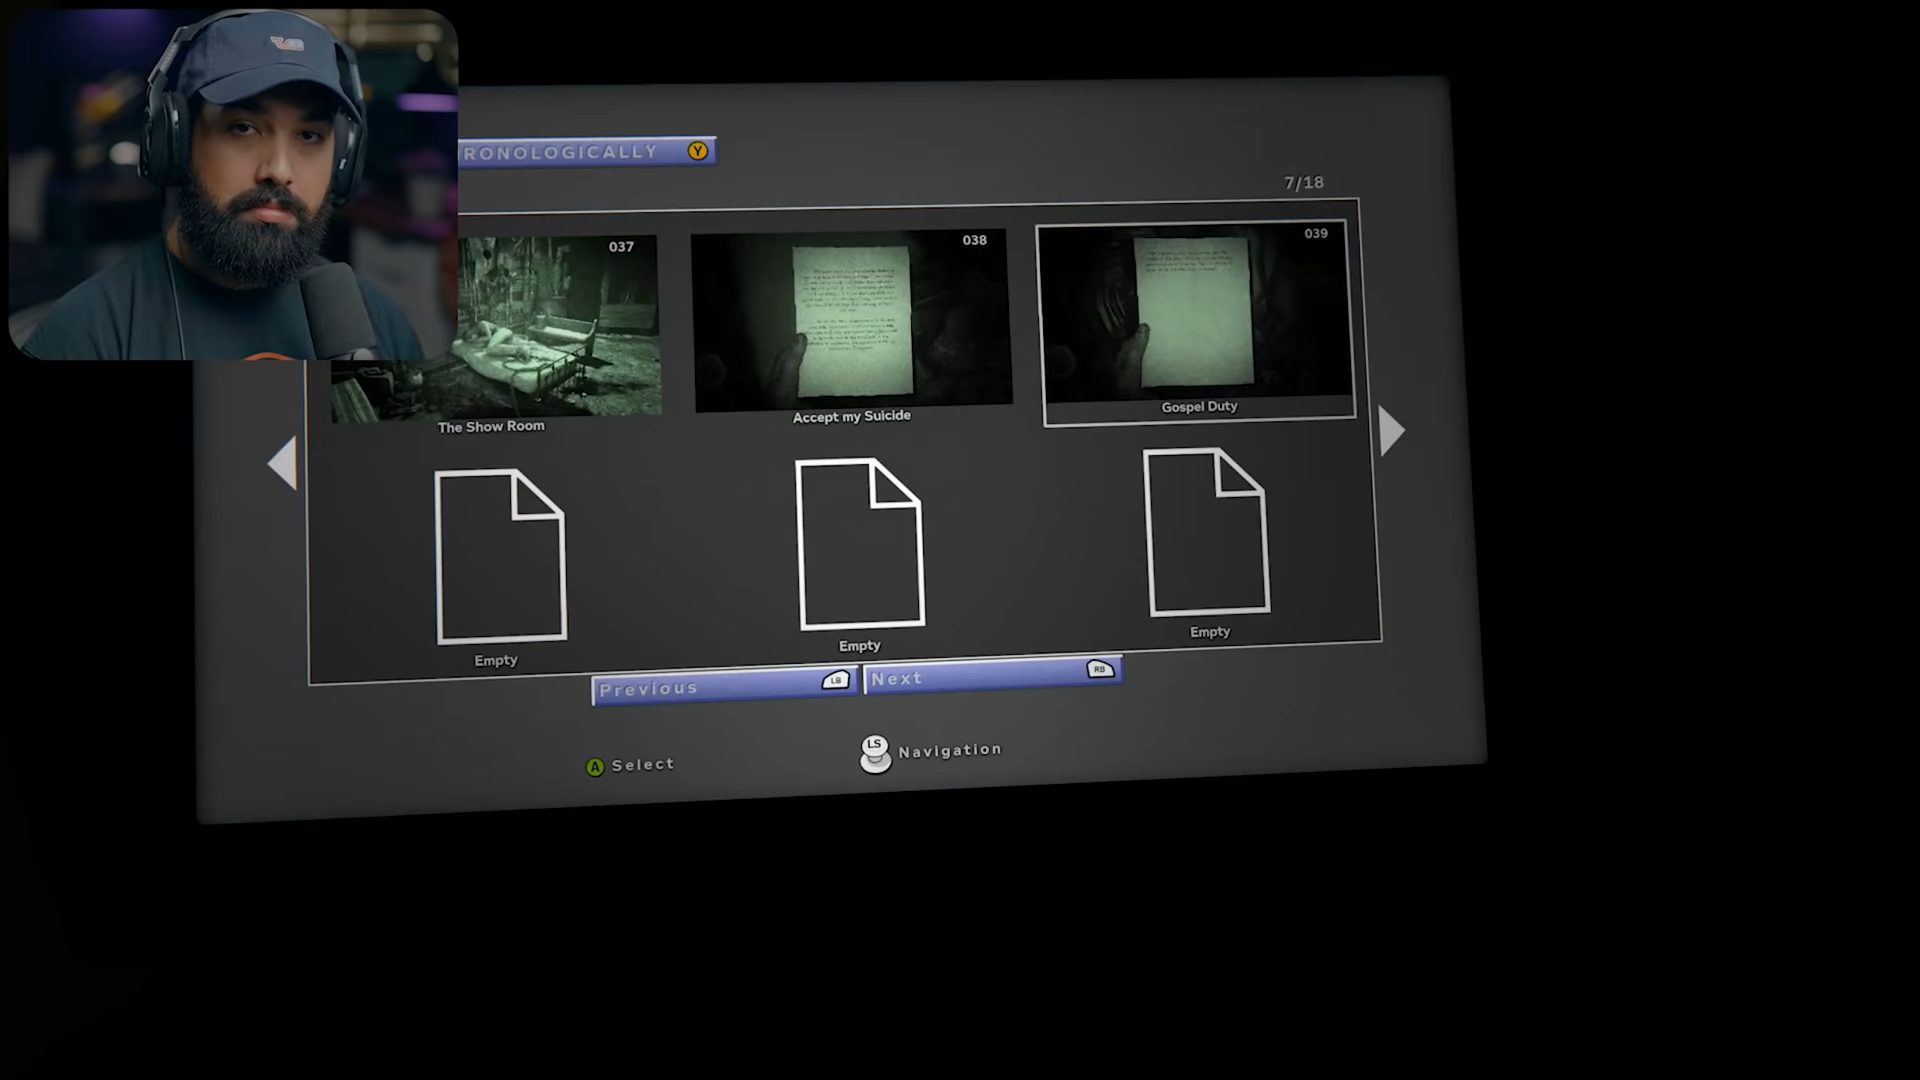 RONOLOGICALLY Y
7/18
037
038
039
The Show Room
Accept my Suicide
Gospel Duty
Empty
Empty
Empty
Previous LB
Next RB
A Select
LS Navigation